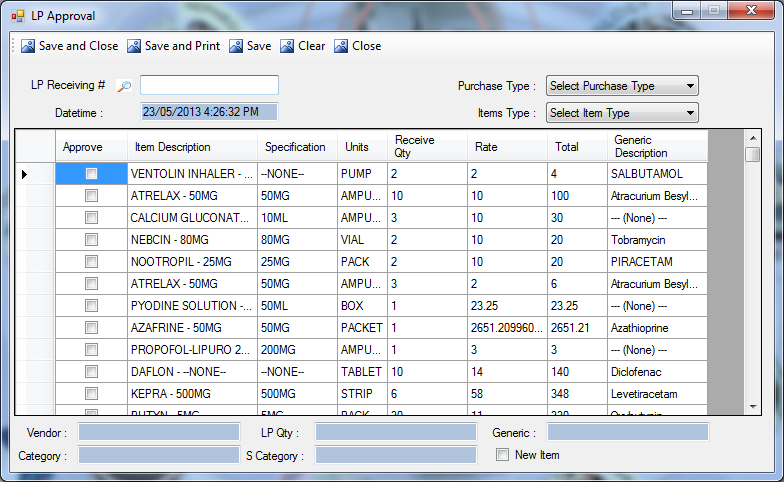 LP Approval
Save and Close Save and Print Save Clear Close
LP Receiving # Purchase Type : Select Purchase Type
Datetime : 23/05/2013 4:26:32 PM Items Type : Select Item Type
Approve Item Description Specification Units Receive Qty Rate Total Generic Description
VENTOLIN INHALER - ... --NONE-- PUMP 2 2 4 SALBUTAMOL
ATRELAX - 50MG 50MG AMPU... 10 10 100 Atracurium Besyl...
CALCIUM GLUCONAT... 10ML AMPU... 3 10 30 --- (None) ---
NEBCIN - 80MG 80MG VIAL 2 10 20 Tobramycin
NOOTROPIL - 25MG 25MG PACK 2 10 20 PIRACETAM
ATRELAX - 50MG 50MG AMPU... 3 2 6 Atracurium Besyl...
PYODINE SOLUTION -... 50ML BOX 1 23.25 23.25 --- (None) ---
AZAFRINE - 50MG 50MG PACKET 1 2651.209960... 2651.21 Azathioprine
PROPOFOL-LIPURO 2... 200MG AMPU... 1 3 3 --- (None) ---
DAFLON - --NONE-- --NONE-- TABLET 10 14 140 Diclofenac
KEPRA - 500MG 500MG STRIP 6 58 348 Levetiracetam
5MG 5MG PACK 20 11 220
Vendor : LP Qty : Generic :
Category : S Category : New Item